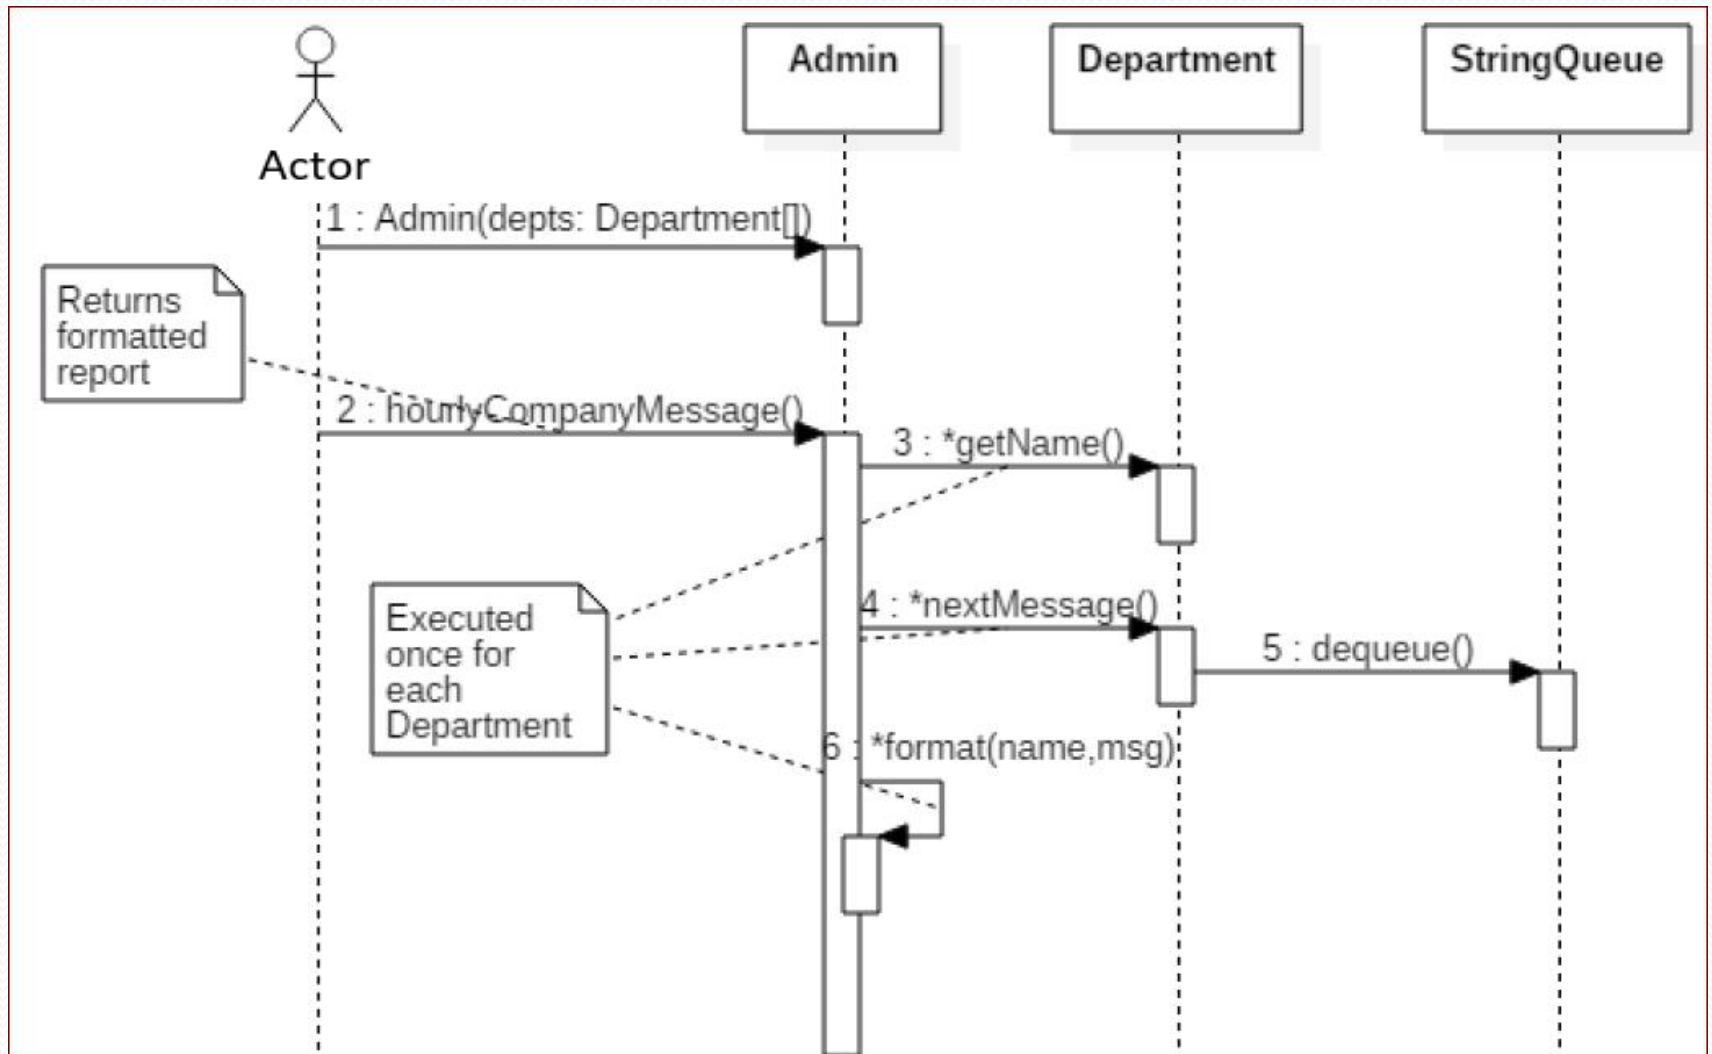 Admin
Department
StringQueue
Actor
1 : Admin(depts: Department[])
Returns
formatted
report
2 : hourlyCompanyMessage()
3 : *getName()
Executed
once for
each
Department
4 : *nextMessage()
5 : dequeue()
6 : *format(name,msg)